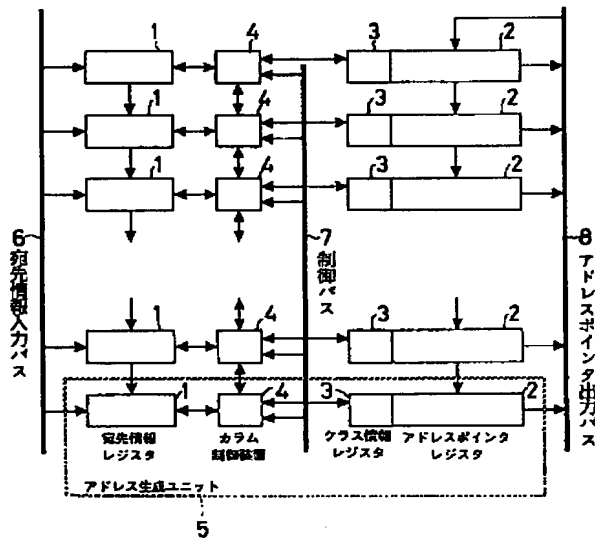 1 4 3 2
1 4 3 2
1 4 3 2
6 宛先情報入力バス
7 制御バス
8 アドレスポインタ出力バス
1 4 3 2
1 4 3 2
宛先情報
レジスタ
カラム
制御装置
クラス情報
レジスタ
アドレスポインタ
レジスタ
アドレス生成ユニット
5